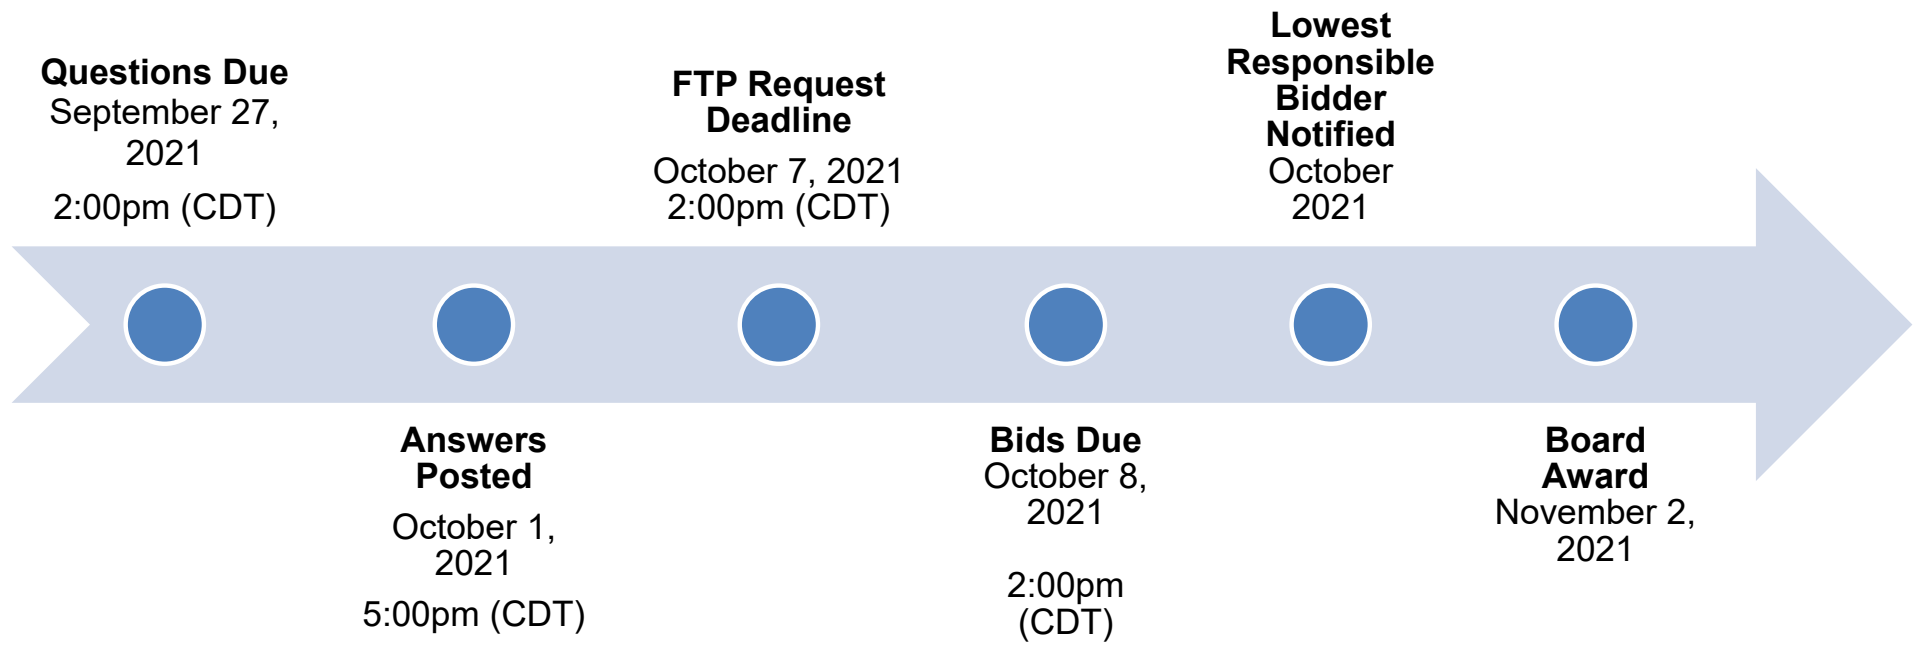 Questions Due
September 27,
2021
2:00pm (CDT)
Answers
Posted
October 1,
2021
5:00pm (CDT)
FTP Request
Deadline
October 7, 2021
2:00pm (CDT)
Bids Due
October 8,
2021
2:00pm
(CDT)
Lowest
Responsible
Bidder
Notified
October
2021
Board
Award
November 2,
2021